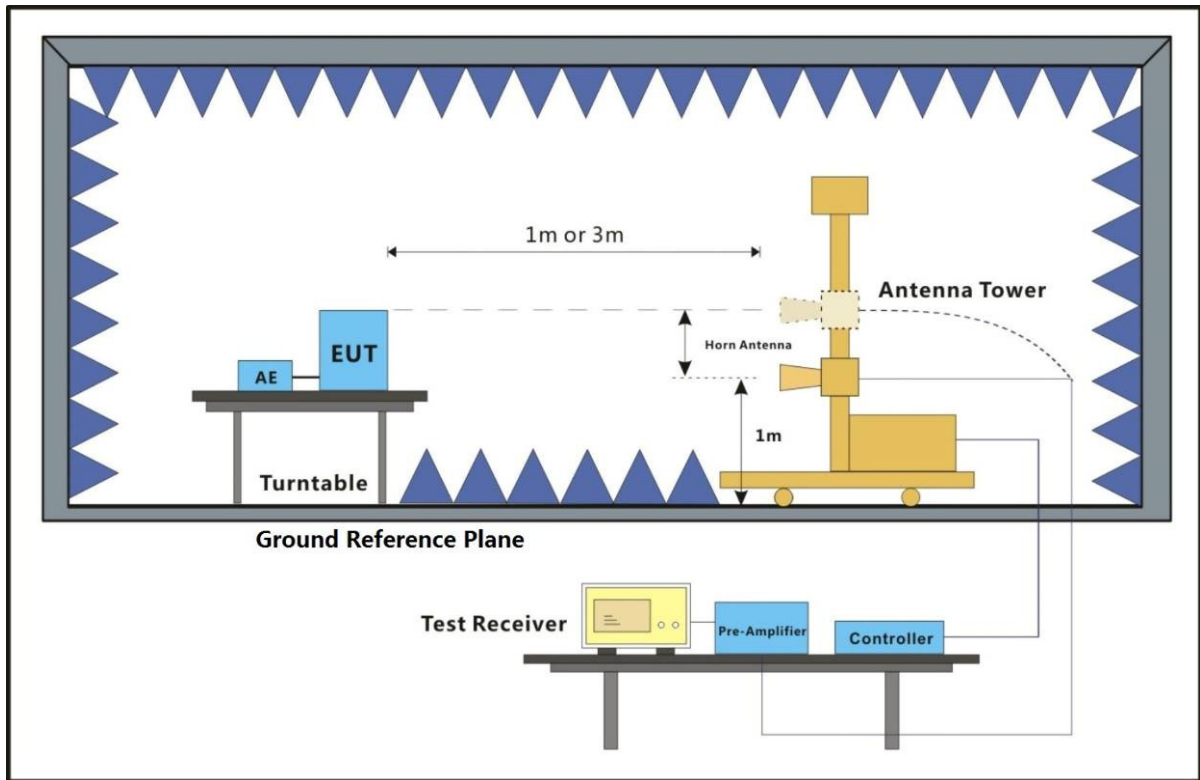 1m or 3m
Antenna Tower
Horn Antenna
EUT
AE
1m
Turntable
Ground Reference Plane
Test Receiver
Pre-Amplifier
Controller